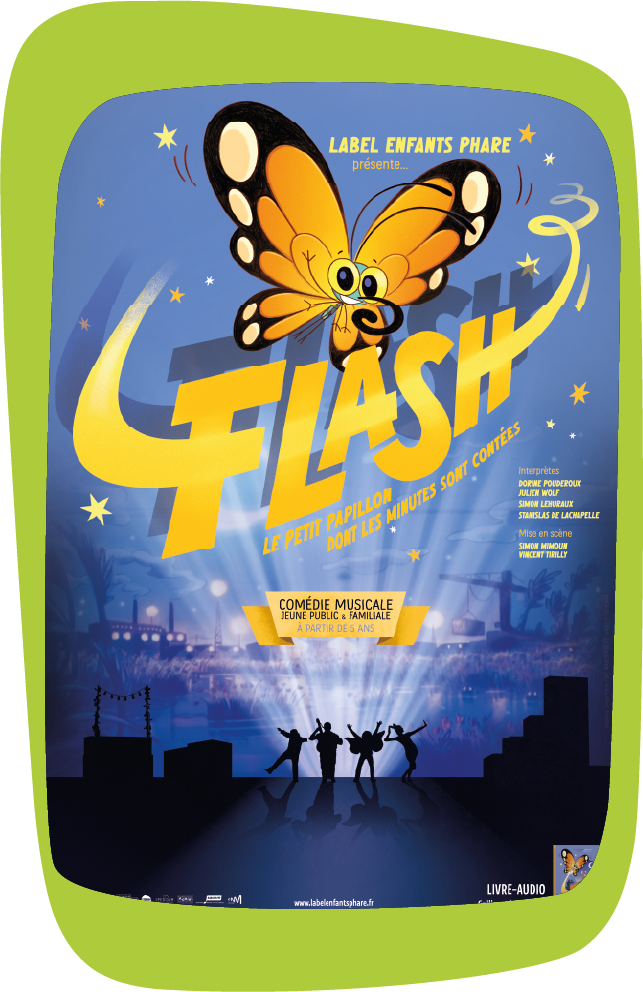 LABEL ENFANTS PHARE
présente...
FLASH
LE PETIT PAPILLON
DONT LES MINUTES SONT CONTÉES
Interprètes
DORINE POUDEROUX
JULIEN WOLF
SIMON LEHURAUX
STANISLAS DE LACHAPELLE
Mise en scène
SIMON MIMOUN
VINCENT TIRILLY
COMÉDIE MUSICALE
JEUNE PUBLIC & FAMILIALE
À PARTIR DE 5 ANS
LIVRE-AUDIO
www.labelenfantsphare.fr